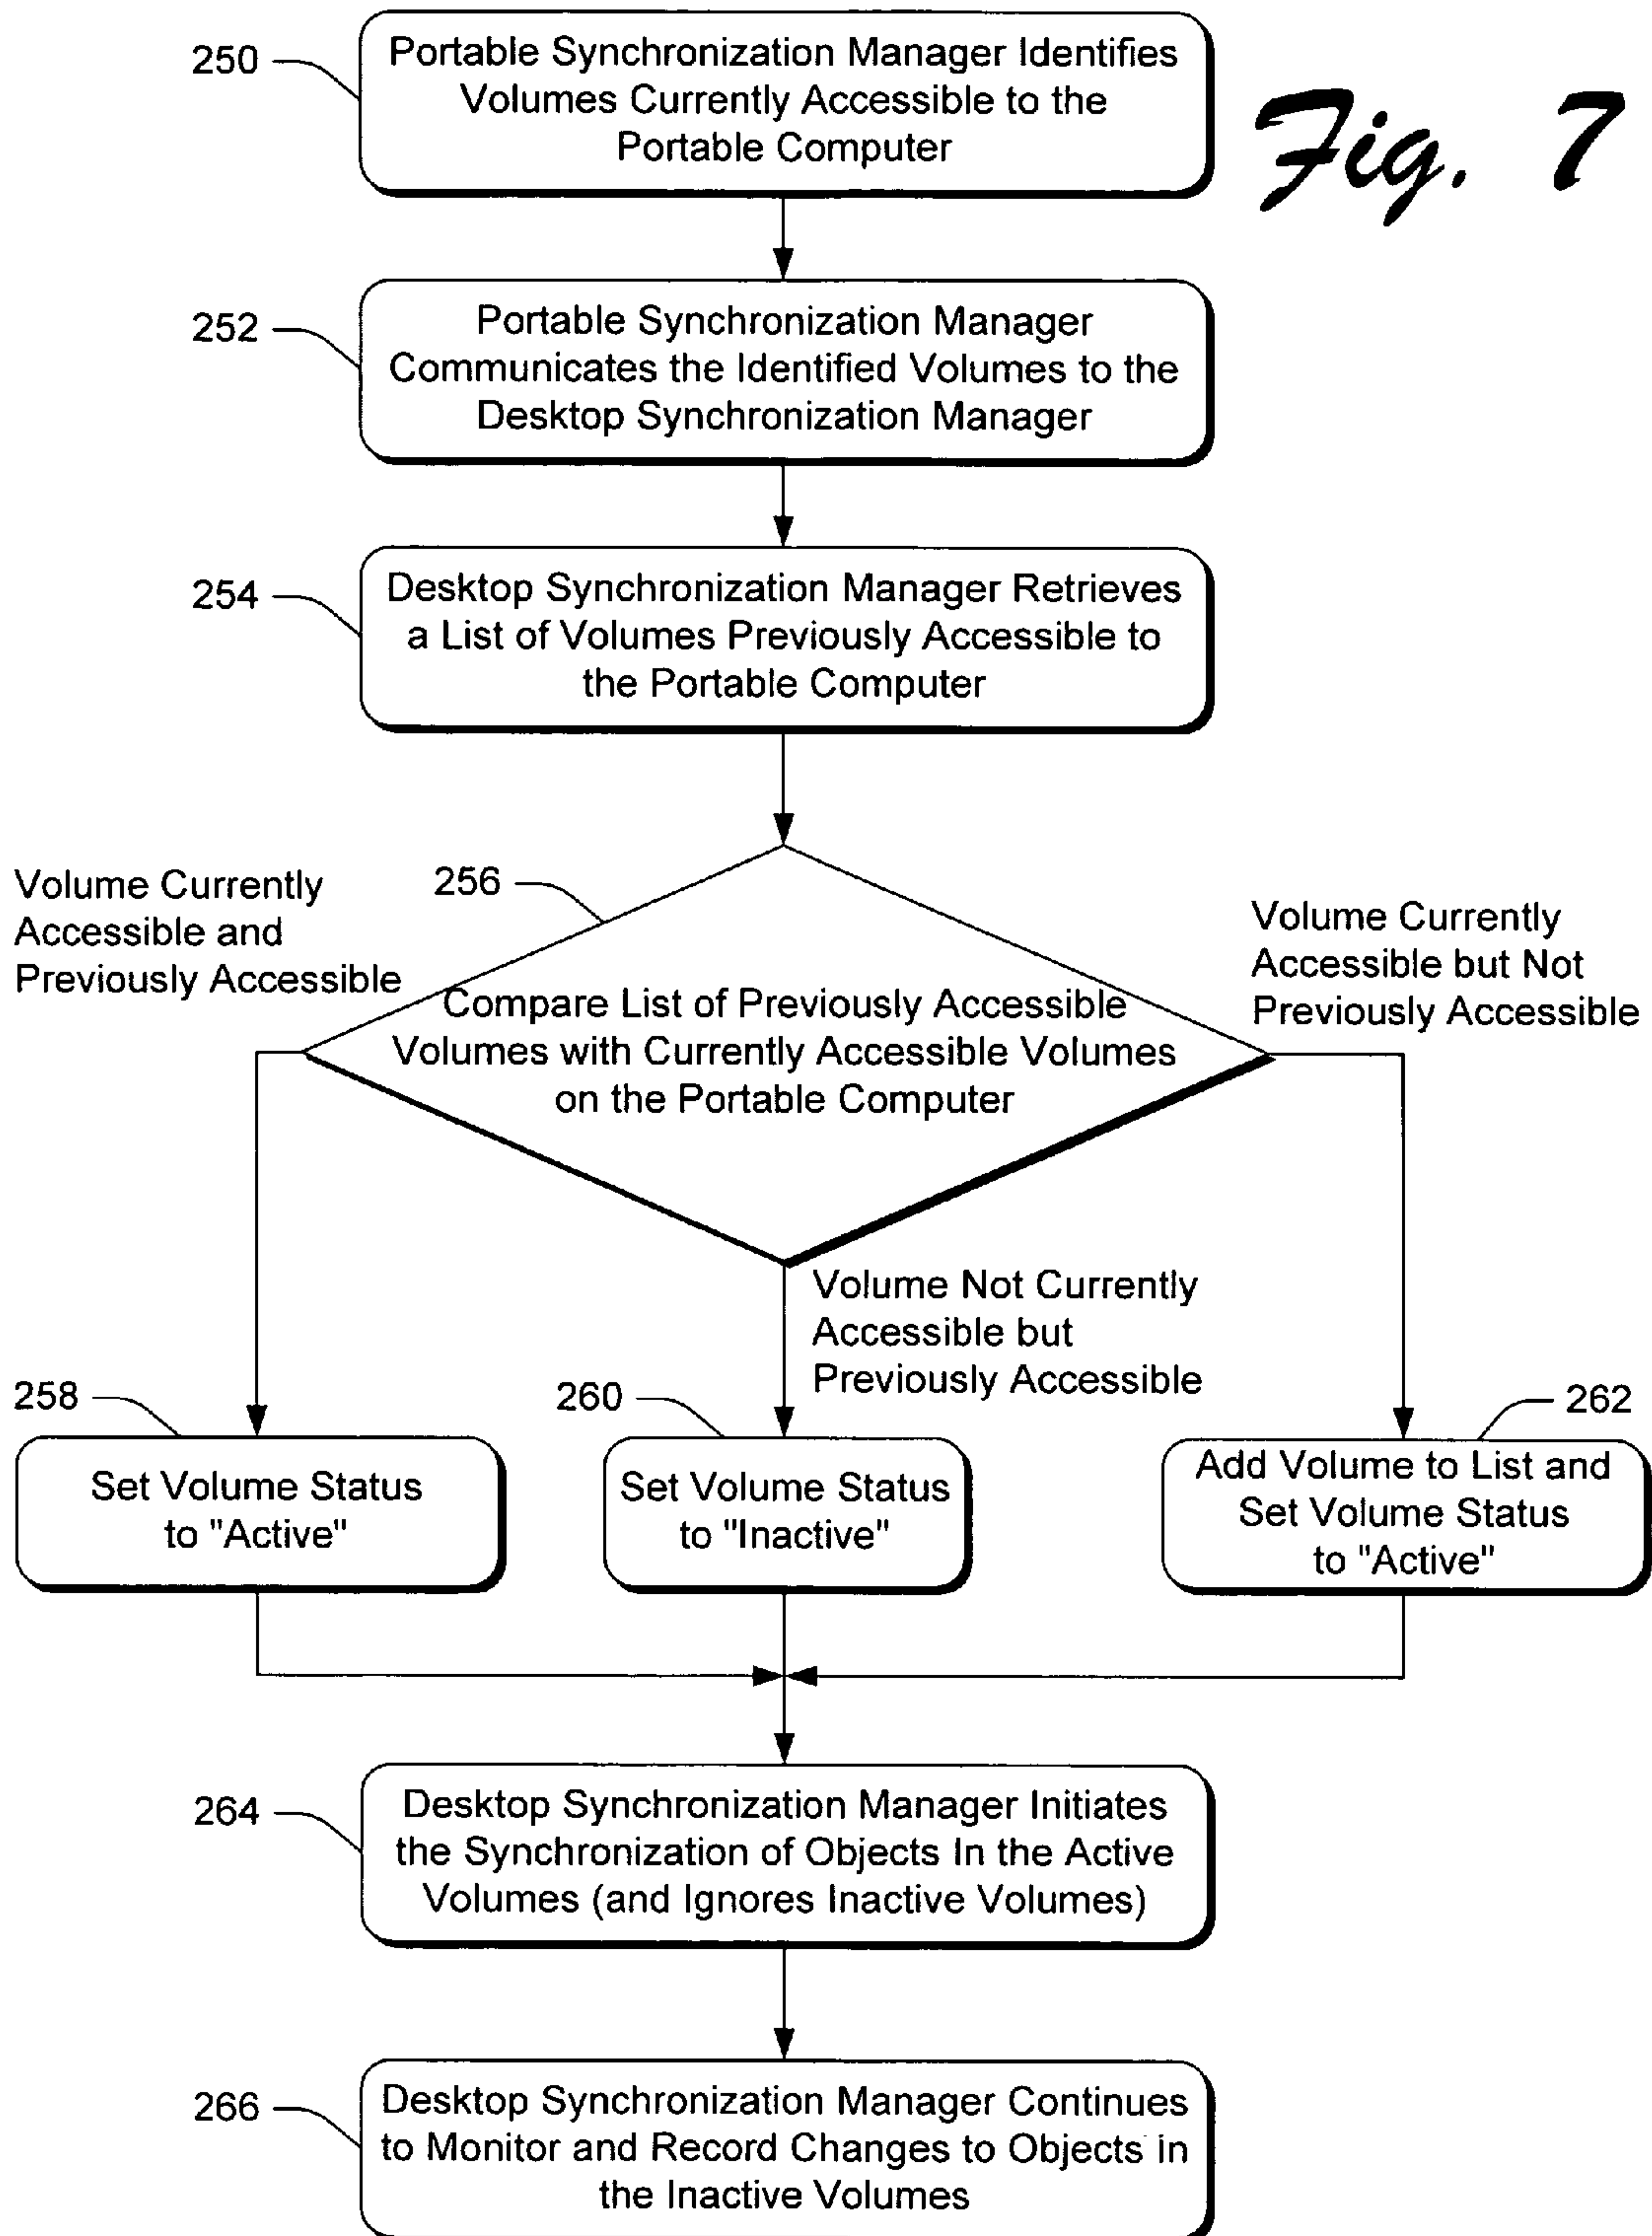 Fig. 7
250
Portable Synchronization Manager Identifies
Volumes Currently Accessible to the
Portable Computer
252
Portable Synchronization Manager
Communicates the Identified Volumes to the
Desktop Synchronization Manager
254
Desktop Synchronization Manager Retrieves
a List of Volumes Previously Accessible to
the Portable Computer
256
Compare List of Previously Accessible
Volumes with Currently Accessible Volumes
on the Portable Computer
Volume Currently
Accessible and
Previously Accessible
Volume Not Currently
Accessible but
Previously Accessible
Volume Currently
Accessible but Not
Previously Accessible
258
Set Volume Status
to "Active"
260
Set Volume Status
to "Inactive"
262
Add Volume to List and
Set Volume Status
to "Active"
264
Desktop Synchronization Manager Initiates
the Synchronization of Objects In the Active
Volumes (and Ignores Inactive Volumes)
266
Desktop Synchronization Manager Continues
to Monitor and Record Changes to Objects in
the Inactive Volumes